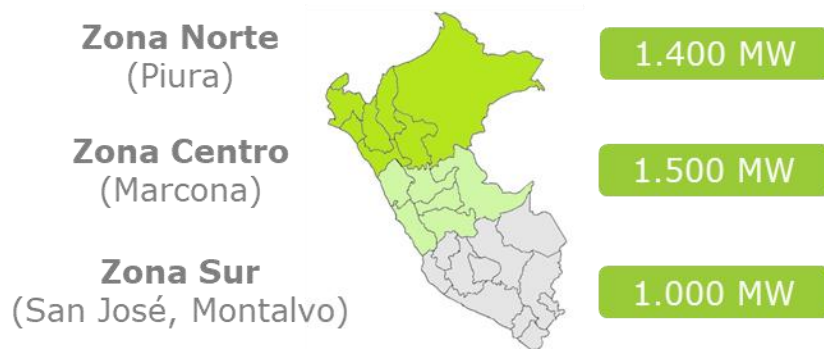 Zona Norte
(Piura)
1.400 MW
Zona Centro
(Marcona)
1.500 MW
Zona Sur
(San José, Montalvo)
1.000 MW